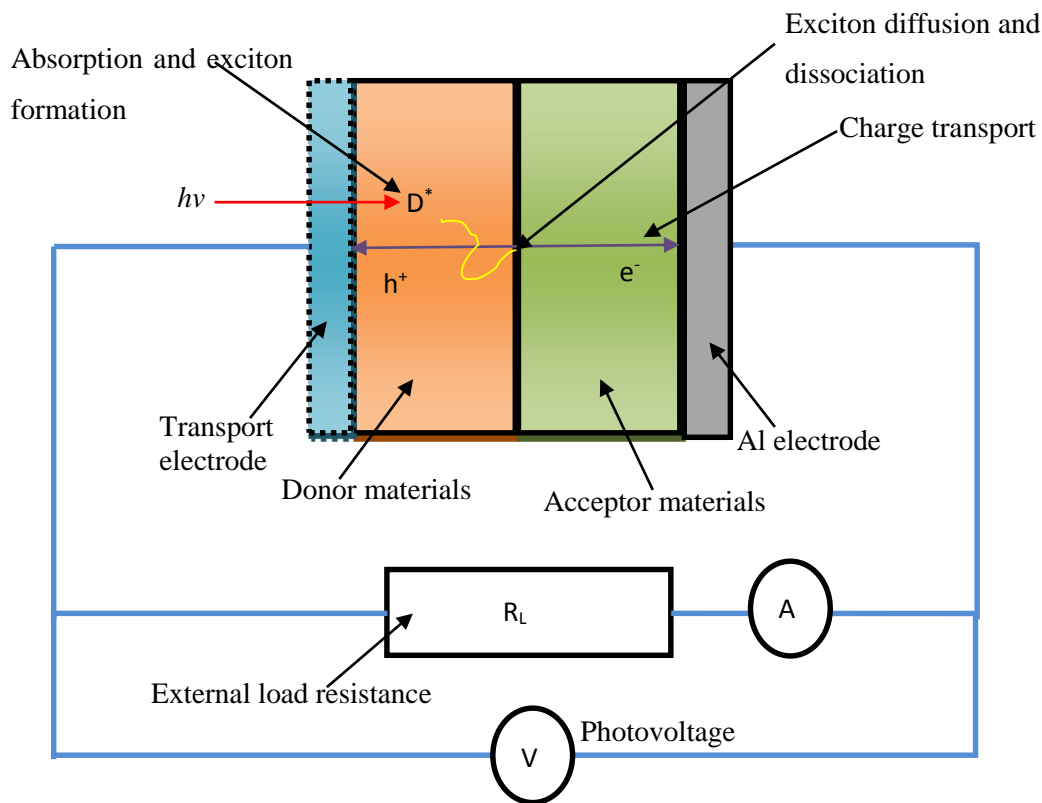 Exciton diffusion and
dissociation
Absorption and exciton
formation
Charge transport
hν
D*
h+
e-
Transport
electrode
Al electrode
Donor materials
Acceptor materials
RL
A
External load resistance
Photovoltage
V